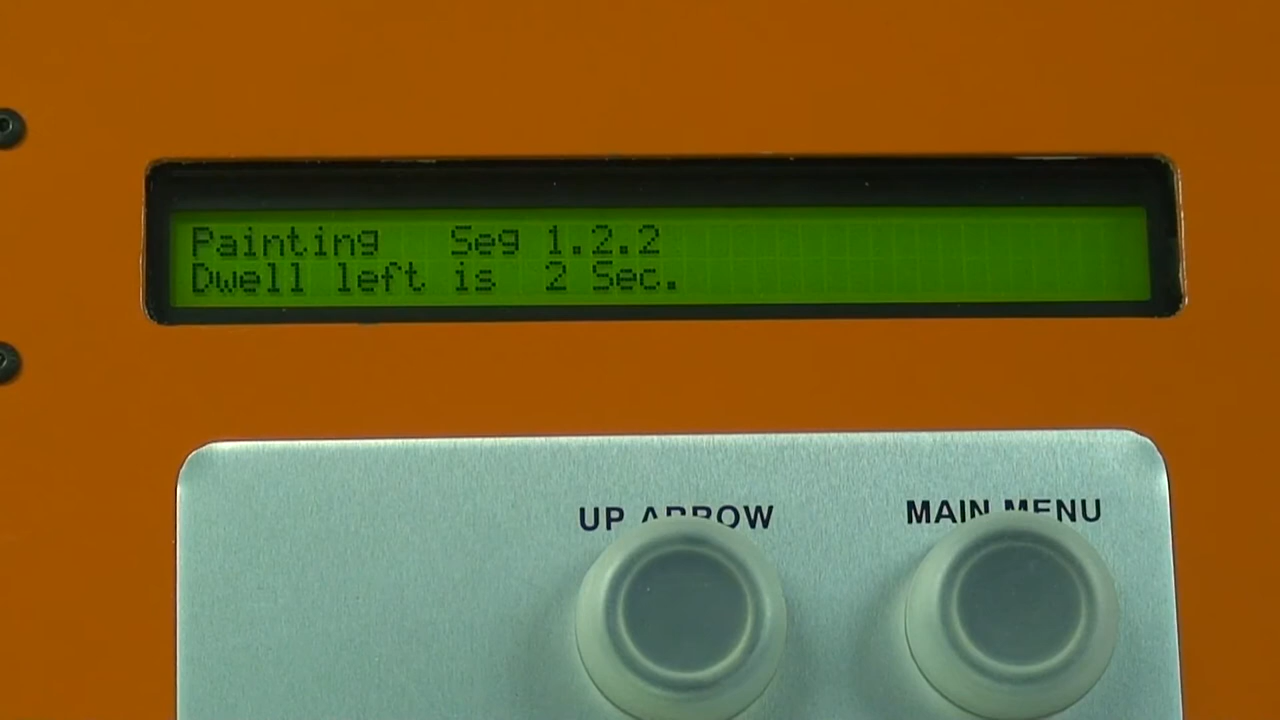 Painting Seg 1.2.2
Dwell left is 2 Sec.
UP ARROW
MAIN MENU